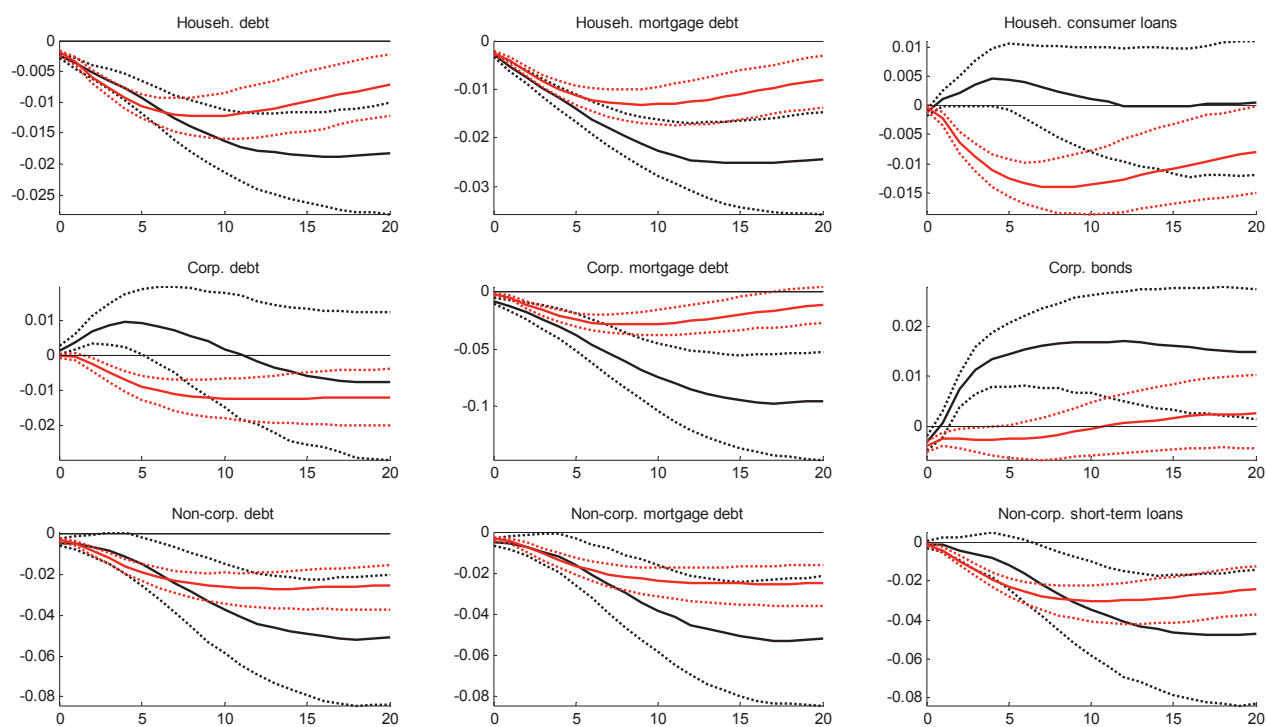 Househ. debt
0
-0.005
-0.01
-0.015
-0.02
-0.025
0 5 10 15 20
Househ. mortgage debt
0
-0.01
-0.02
-0.03
0 5 10 15 20
Househ. consumer loans
0.01
0.005
0
-0.005
-0.01
-0.015
0 5 10 15 20
Corp. debt
0.01
0
-0.01
-0.02
0 5 10 15 20
Corp. mortgage debt
0
-0.05
-0.1
0 5 10 15 20
Corp. bonds
0.02
0.01
0
0 5 10 15 20
Non-corp. debt
0
-0.02
-0.04
-0.06
-0.08
0 5 10 15 20
Non-corp. mortgage debt
0
-0.02
-0.04
-0.06
-0.08
0 5 10 15 20
Non-corp. short-term loans
0
-0.02
-0.04
-0.06
-0.08
0 5 10 15 20